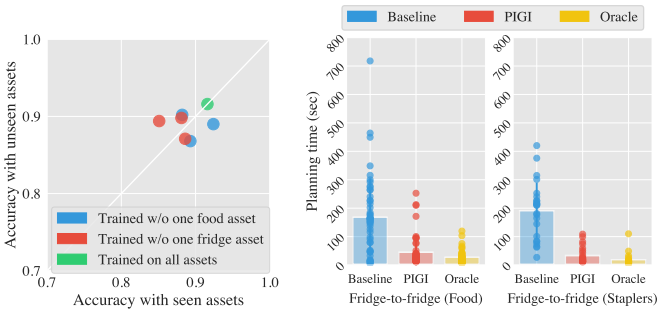 Baseline PIGI Oracle
1.0
0.9
0.8
0.7
0.7 0.8 0.9 1.0
Accuracy with unseen assets
Accuracy with seen assets
Trained w/o one food asset
Trained w/o one fridge asset
Trained on all assets
Planning time (sec)
800
700
600
500
400
300
200
100
0
Baseline PIGI Oracle
Fridge-to-fridge (Food)
800
700
600
500
400
300
200
100
0
Baseline PIGI Oracle
Fridge-to-fridge (Staplers)